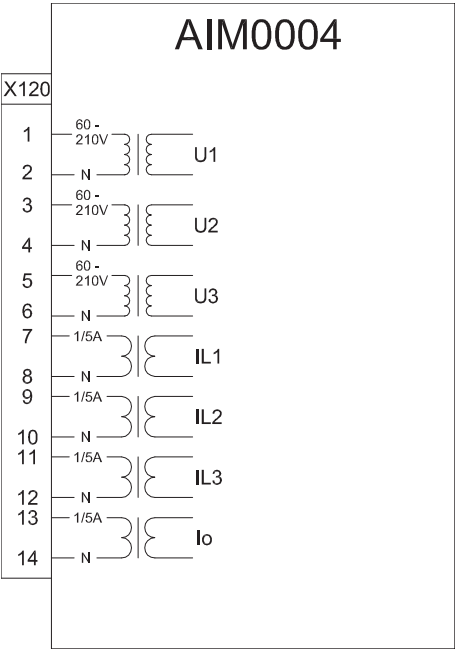 AIM0004
X120
1 60 -
210V
U1
2 N
3 60 -
210V
U2
4 N
5 60 -
210V
U3
6 N
7 1/5A
IL1
8 N
9 1/5A
IL2
10 N
11 1/5A
IL3
12 N
13 1/5A
Io
14 N